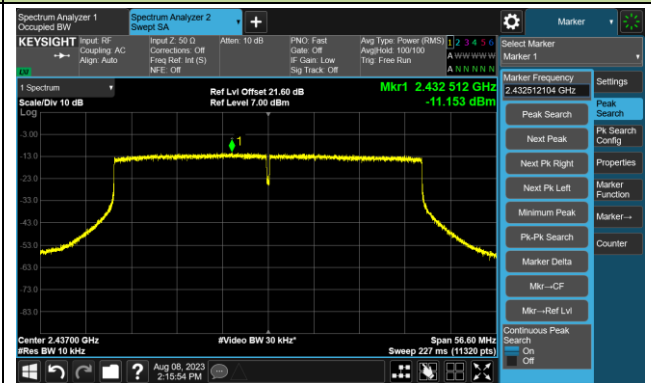 Spectrum Analyzer 1
Occupied BW
Spectrum Analyzer 2
Swept SA
Marker
KEYSIGHT
Input: RF
Coupling: AC
Align: Auto
Input Z: 50 Ω
Corrections: Off
Freq Ref: Int (S)
NFE: Off
Atten: 10 dB
PNO: Fast
Gate: Off
IF Gain: Low
Sig Track: Off
Avg Type: Power (RMS)
Avg|Hold: 100/100
Trig: Free Run
1 2 3 4 5 6
A W W W W W
A N N N N N
Select Marker
Marker 1
1 Spectrum
Scale/Div 10 dB
Log
Ref Lvl Offset 21.60 dB
Ref Level 7.00 dBm
Mkr1 2.432 512 GHz
-11.153 dBm
1
-3.00
-13.0
-23.0
-33.0
-43.0
-53.0
-63.0
-73.0
-83.0
Center 2.43700 GHz
#Res BW 10 kHz
#Video BW 30 kHz*
Span 56.60 MHz
Sweep 227 ms (11320 pts)
Marker Frequency
2.432512104 GHz
Peak Search
Next Peak
Next Pk Right
Next Pk Left
Minimum Peak
Pk-Pk Search
Marker Delta
Mkr→CF
Mkr→Ref Lvl
Continuous Peak
Search
On
Off
Settings
Peak
Search
Pk Search
Config
Properties
Marker
Function
Marker→
Counter
Aug 08, 2023
2:15:54 PM